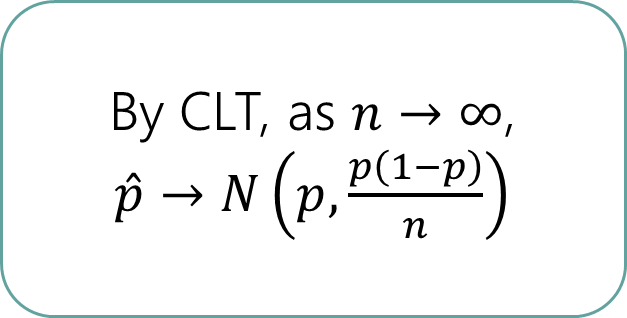 By CLT, as 𝑛 → ∞,
𝑝̂ → 𝑁 (𝑝, 𝑝(1−𝑝)/𝑛)